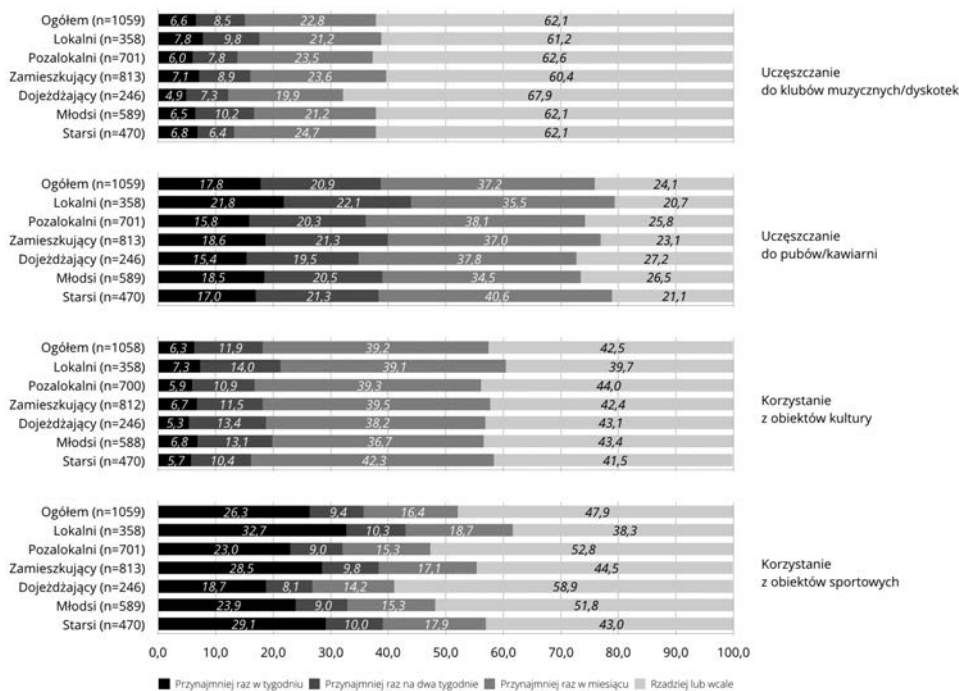 Ogółem (n=1059) 6,6 8,5 22,8 62,1
Lokalni (n=358) 7,8 9,8 21,2 61,2
Pozalokalni (n=701) 6,0 7,8 23,5 62,6
Zamieszkujący (n=813) 7,1 8,9 23,6 60,4
Dojeżdżający (n=246) 4,9 7,3 19,9 67,9
Młodsi (n=589) 6,5 10,2 21,2 62,1
Starsi (n=470) 6,8 6,4 24,7 62,1
Uczęszczanie
do klubów muzycznych/dyskotek
Ogółem (n=1059) 17,8 20,9 37,2 24,1
Lokalni (n=358) 21,8 22,1 35,5 20,7
Pozalokalni (n=701) 15,8 20,3 38,1 25,8
Zamieszkujący (n=813) 18,6 21,3 37,0 23,1
Dojeżdżający (n=246) 15,4 19,5 37,8 27,2
Młodsi (n=589) 18,5 20,5 34,5 26,5
Starsi (n=470) 17,0 21,3 40,6 21,1
Uczęszczanie
do pubów/kawiarni
Ogółem (n=1058) 6,3 11,9 39,2 42,5
Lokalni (n=358) 7,3 14,0 39,1 39,7
Pozalokalni (n=700) 5,9 10,9 39,3 44,0
Zamieszkujący (n=812) 6,7 11,5 39,5 42,4
Dojeżdżający (n=246) 5,3 13,4 38,2 43,1
Młodsi (n=588) 6,8 13,1 36,7 43,4
Starsi (n=470) 5,7 10,4 42,3 41,5
Korzystanie
z obiektów kultury
Ogółem (n=1059) 26,3 9,4 16,4 47,9
Lokalni (n=358) 32,7 10,3 18,7 38,3
Pozalokalni (n=701) 23,0 9,0 15,3 52,8
Zamieszkujący (n=813) 28,5 9,8 17,1 44,5
Dojeżdżający (n=246) 18,7 8,1 14,2 58,9
Młodsi (n=589) 23,9 9,0 15,3 51,8
Starsi (n=470) 29,1 10,0 17,9 43,0
Korzystanie
z obiektów sportowych
0,0 10,0 20,0 30,0 40,0 50,0 60,0 70,0 80,0 90,0 100,0
Przynajmniej raz w tygodniu Przynajmniej raz na dwa tygodnie Przynajmniej raz w miesiącu Rzadziej lub wcale